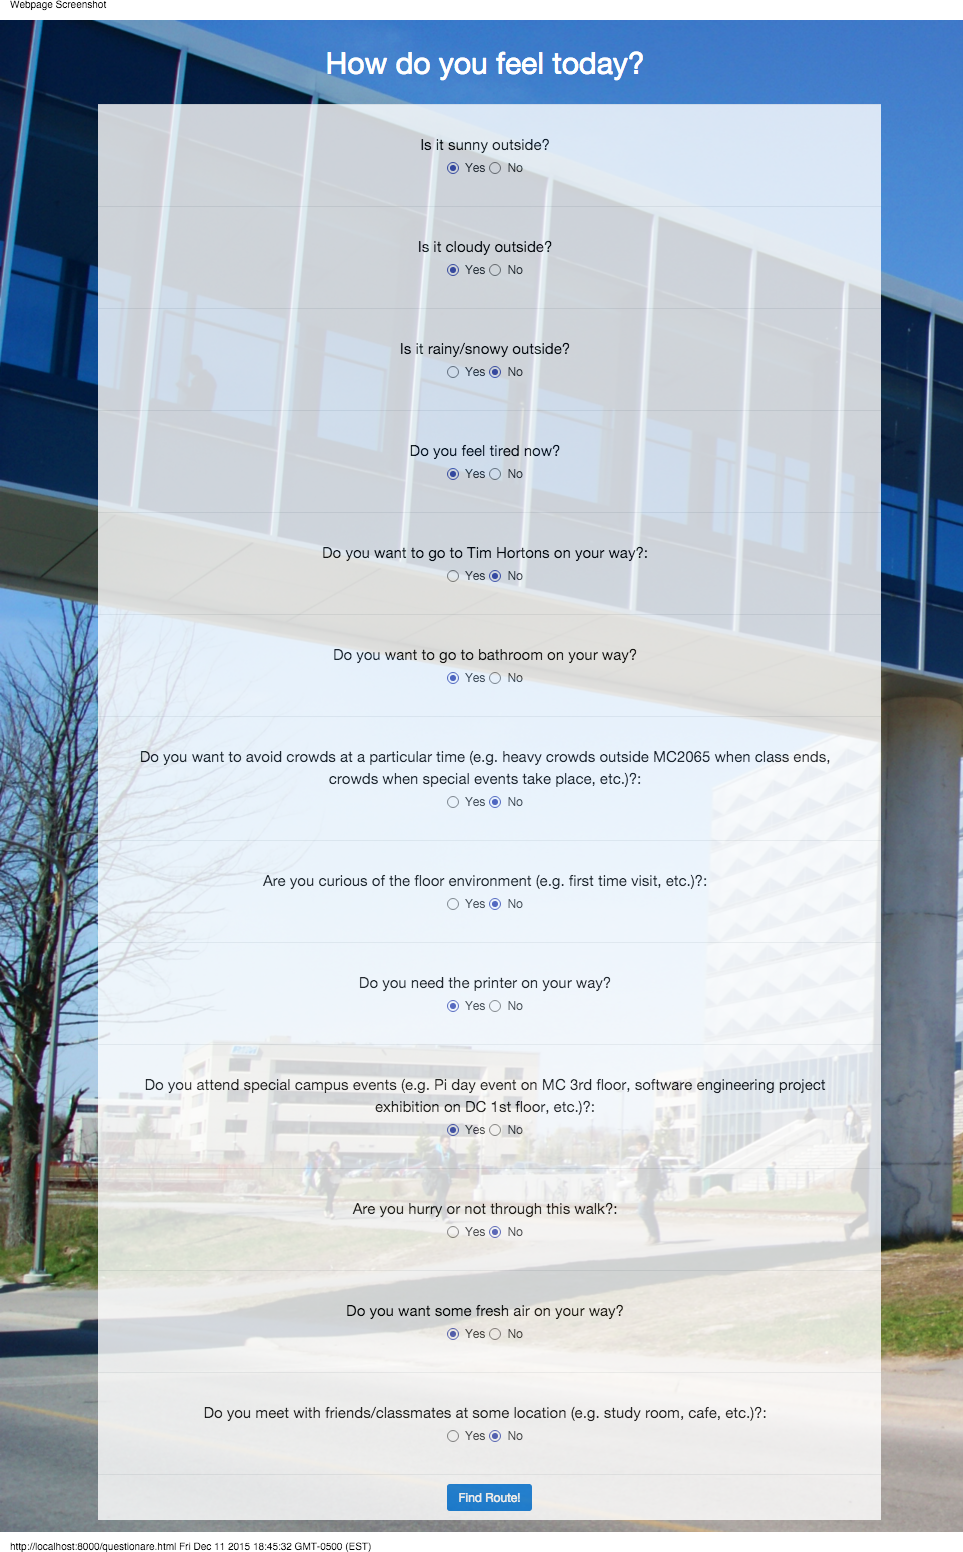 Webpage Screenshot
How do you feel today?
Is it sunny outside?
Yes No
Is it cloudy outside?
Yes No
Is it rainy/snowy outside?
Yes No
Do you feel tired now?
Yes No
Do you want to go to Tim Hortons on your way?:
Yes No
Do you want to go to bathroom on your way?
Yes No
Do you want to avoid crowds at a particular time (e.g. heavy crowds outside MC2065 when class ends,
crowds when special events take place, etc.)?:
Yes No
Are you curious of the floor environment (e.g. first time visit, etc.)?:
Yes No
Do you need the printer on your way?
Yes No
Do you attend special campus events (e.g. Pi day event on MC 3rd floor, software engineering project
exhibition on DC 1st floor, etc.)?:
Yes No
Are you hurry or not through this walk?:
Yes No
Do you want some fresh air on your way?
Yes No
Do you meet with friends/classmates at some location (e.g. study room, cafe, etc.)?:
Yes No
Find Route!
http://localhost:8000/questionare.html Fri Dec 11 2015 18:45:32 GMT-0500 (EST)